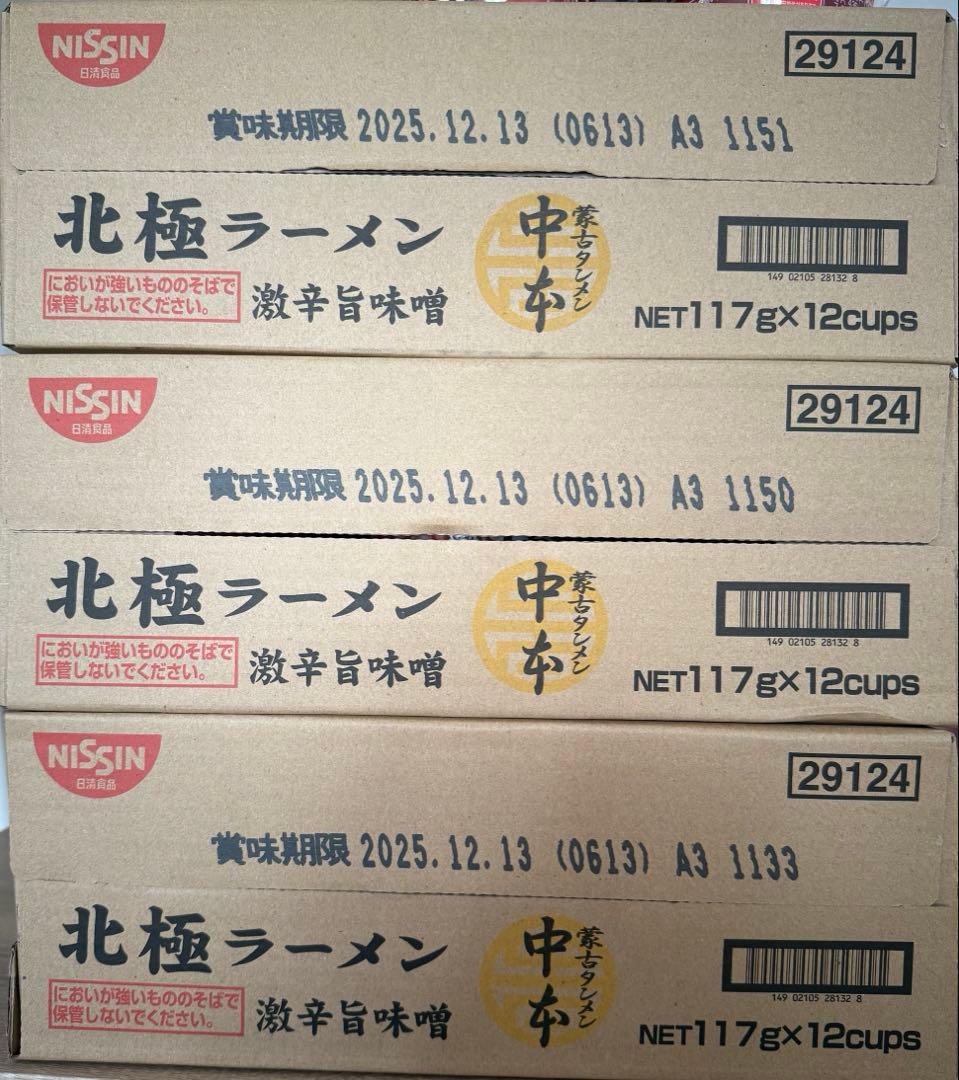 NISSIN
日清食品
29124
賞味期限 2025.12.13 (0613) A3 1151
北極ラーメン
においが強いもののそばで
保管しないでください。
激辛旨味噌
蒙古タンメン
中本
149 02105 28132 8
NET117g×12cups
NISSIN
日清食品
29124
賞味期限 2025.12.13 (0613) A3 1150
北極ラーメン
においが強いもののそばで
保管しないでください。
激辛旨味噌
蒙古タンメン
中本
149 02105 28132 8
NET117g×12cups
NISSIN
日清食品
29124
賞味期限 2025.12.13 (0613) A3 1133
北極ラーメン
においが強いもののそばで
保管しないでください。
激辛旨味噌
蒙古タンメン
中本
149 02105 28132 8
NET117g×12cups